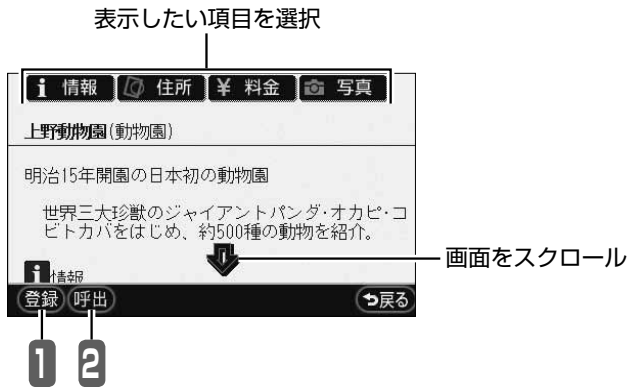 表示したい項目を選択
i 情報 住所 ¥ 料金 写真
上野動物園(動物園)
明治15年開園の日本初の動物園
世界三大珍獣のジャイアントパンダ・オカピ・コ
ビトカバをはじめ、約500種の動物を紹介。
画面をスクロール
i 情報
登録 呼出 戻る
1 2